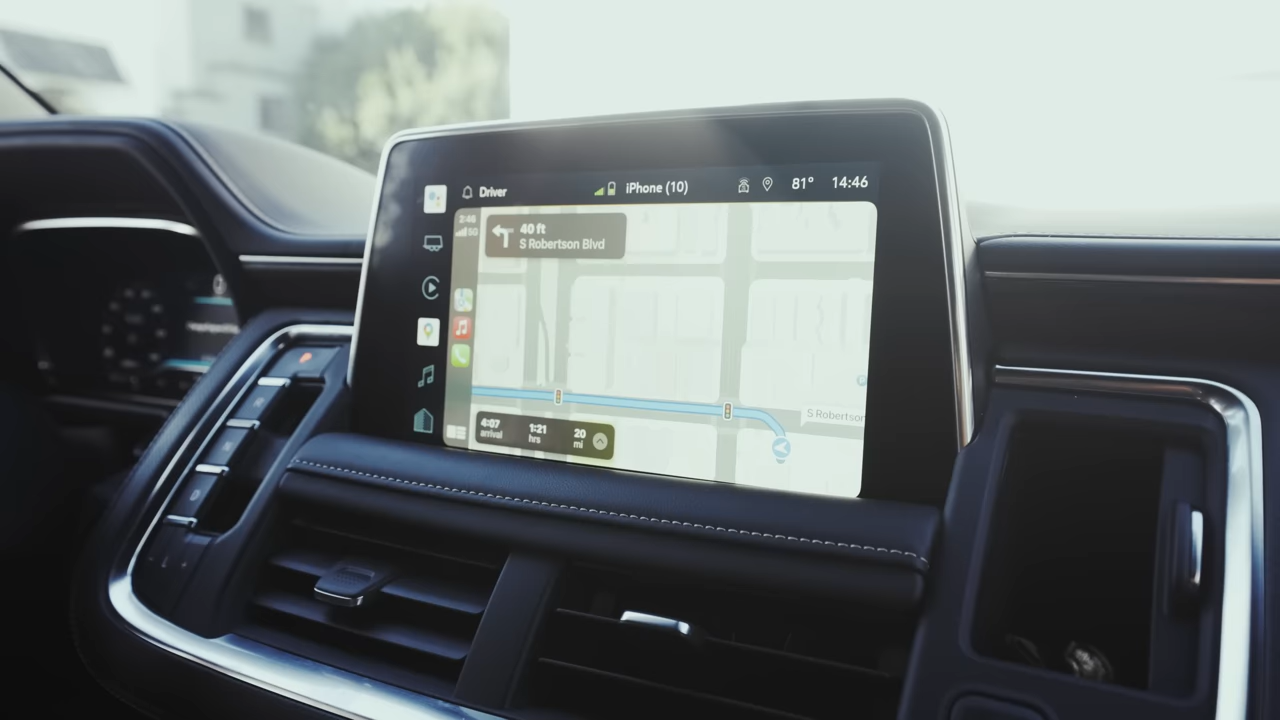 Driver
iPhone (10)
81° 14:46
2:46
5G
40 ft
S Robertson Blvd
S Robertson
4:07 1:21 20
arrival hrs mi